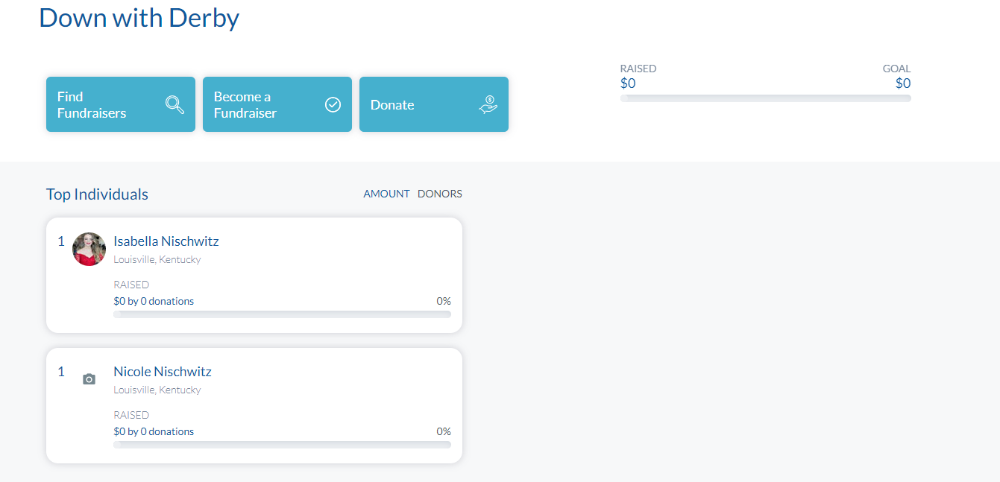 Down with Derby
Find
Fundraisers
Become a
Fundraiser
Donate
RAISED
GOAL
$0
$0
Top Individuals
AMOUNT DONORS
1
Isabella Nischwitz
Louisville, Kentucky
RAISED
$0 by 0 donations
0%
1
Nicole Nischwitz
Louisville, Kentucky
RAISED
$0 by 0 donations
0%